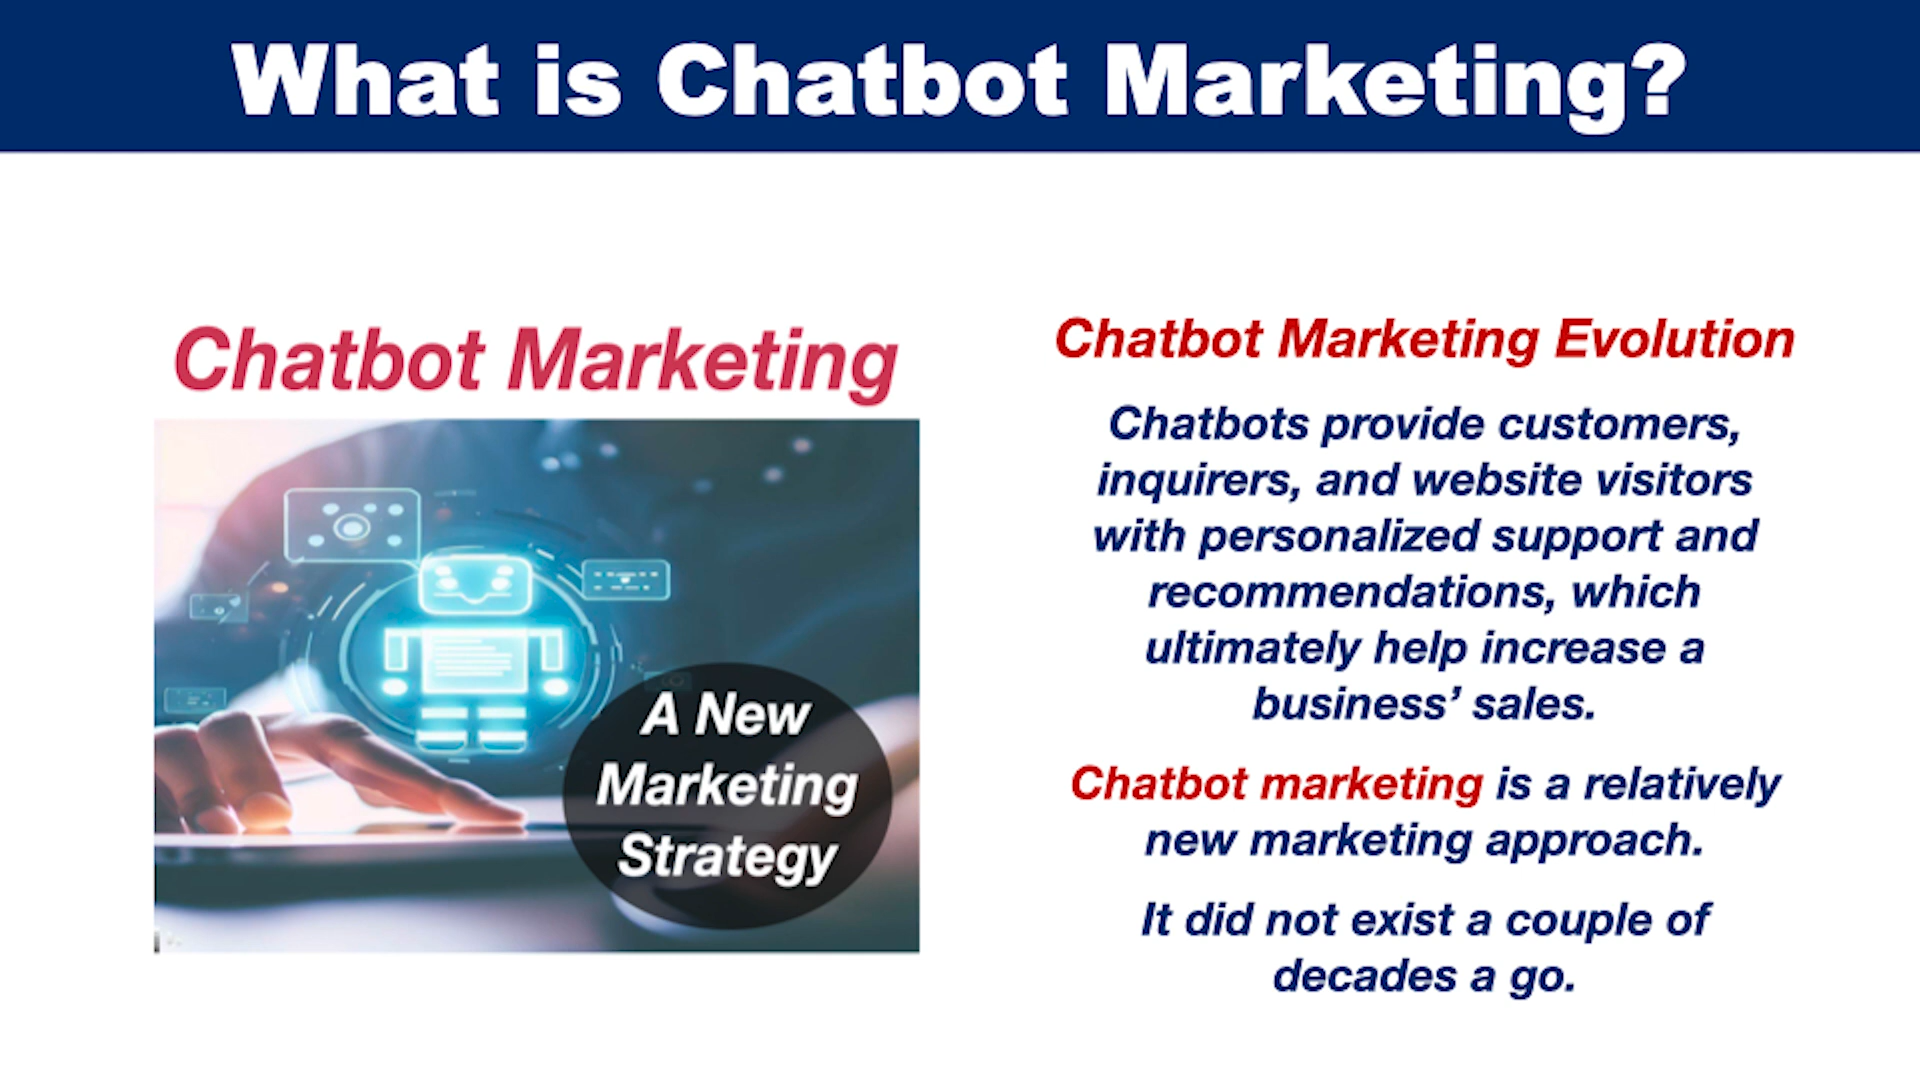 What is Chatbot Marketing?
Chatbot Marketing
A New
Marketing
Strategy
Chatbot Marketing Evolution
Chatbots provide customers,
inquirers, and website visitors
with personalized support and
recommendations, which
ultimately help increase a
business’ sales.
Chatbot marketing is a relatively
new marketing approach.
It did not exist a couple of
decades a go.